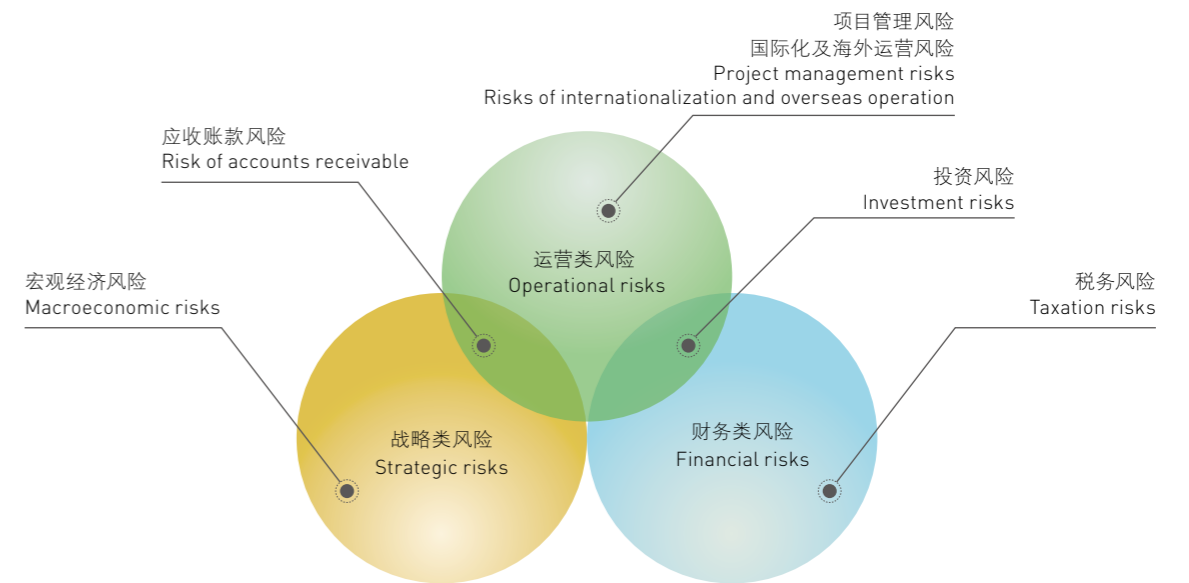 项目管理风险
国际化及海外运营风险
Project management risks
Risks of internationalization and overseas operation
应收账款风险
Risk of accounts receivable
投资风险
Investment risks
宏观经济风险
Macroeconomic risks
税务风险
Taxation risks
运营类风险
Operational risks
战略类风险
Strategic risks
财务类风险
Financial risks